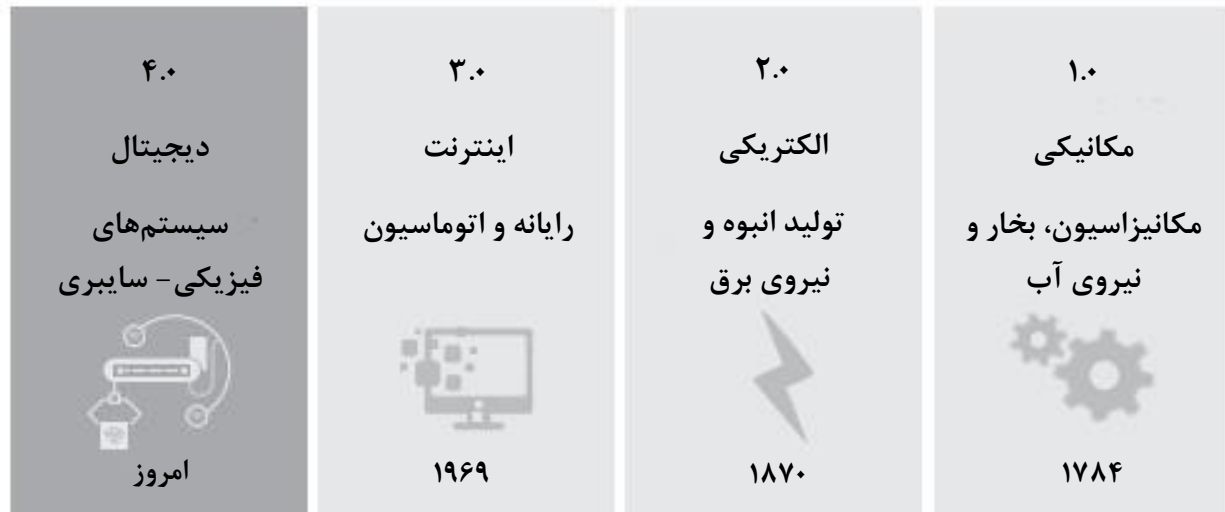 ۱.۰
مکانیکی
مکانیزاسیون، بخار و
نیروی آب
۱۷۸۴
۲.۰
الکتریکی
تولید انبوه و
نیروی برق
۱۸۷۰
۳.۰
اینترنت
رایانه و اتوماسیون
۱۹۶۹
۴.۰
دیجیتال
سیستم‌های
فیزیکی- سایبری
امروز